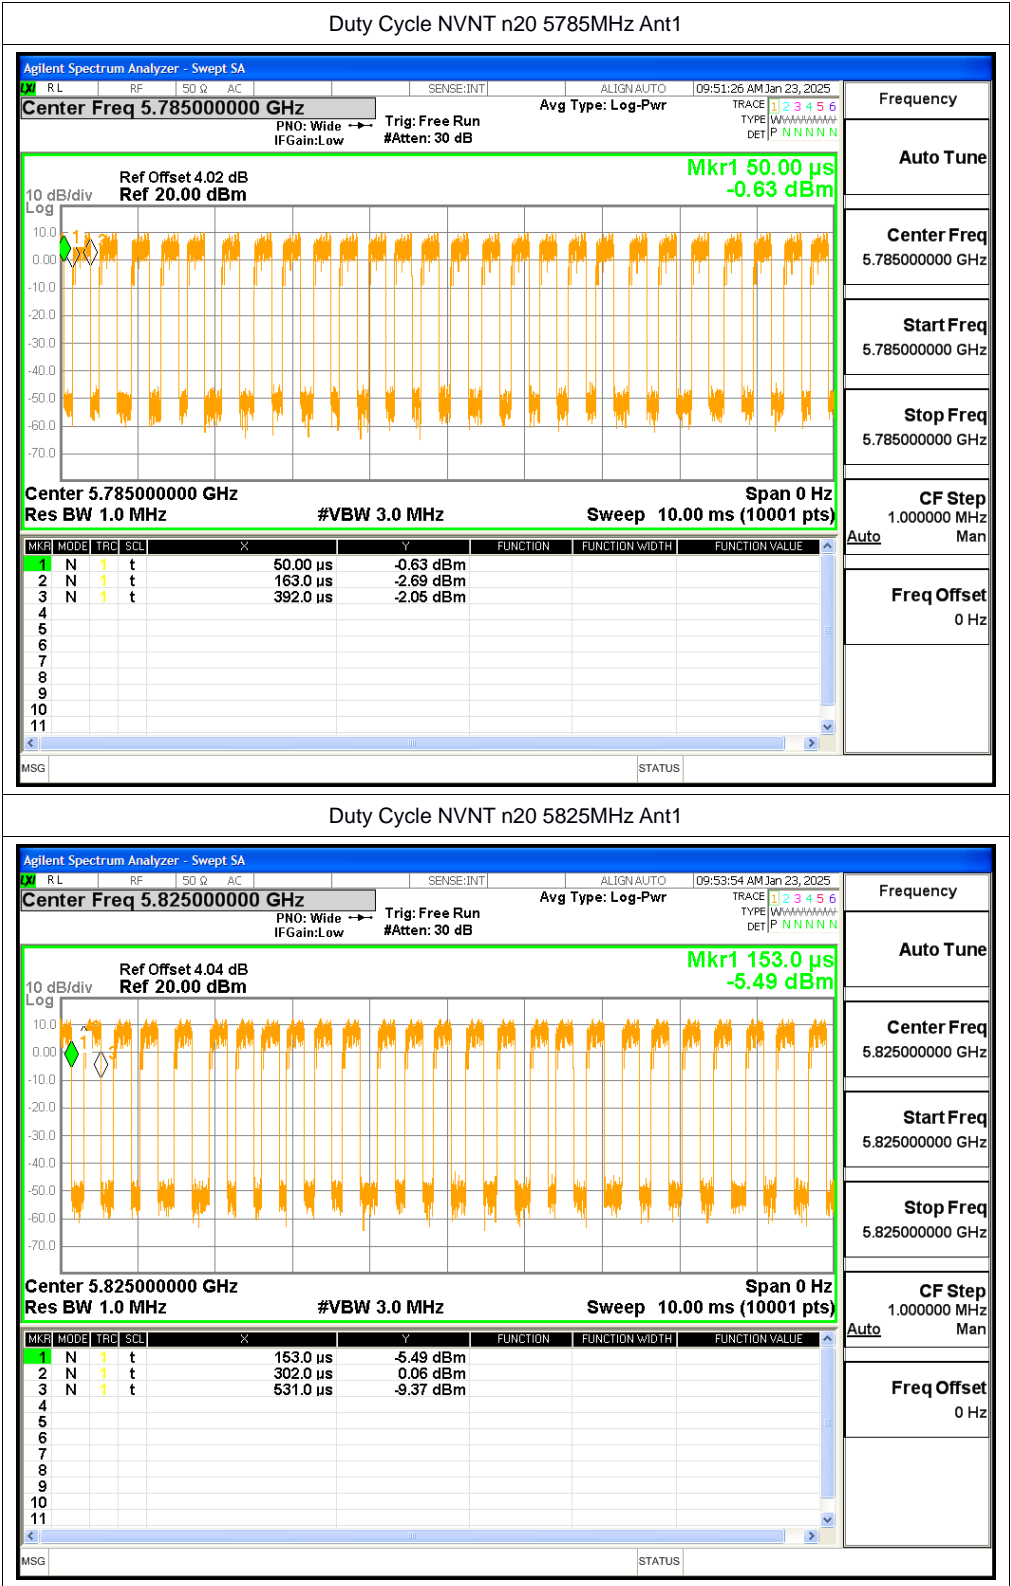 Duty Cycle NVNT n20 5785MHz Ant1
Agilent Spectrum Analyzer - Swept SA
LXI RL RF 50 Ω AC SENSE:INT ALIGN AUTO 09:51:26 AM Jan 23, 2025
Center Freq 5.785000000 GHz
Avg Type: Log-Pwr
TRACE 1 2 3 4 5 6
TYPE W
DET P N N N N N
PNO: Wide
IFGain:Low
Trig: Free Run
#Atten: 30 dB
Frequency
Auto Tune
Mkr1 50.00 µs
-0.63 dBm
Ref Offset 4.02 dB
10 dB/div Ref 20.00 dBm
Log
10.0
0.00
-10.0
-20.0
-30.0
-40.0
-50.0
-60.0
-70.0
1
3
Center Freq
5.785000000 GHz
Start Freq
5.785000000 GHz
Stop Freq
5.785000000 GHz
Center 5.785000000 GHz Span 0 Hz
Res BW 1.0 MHz #VBW 3.0 MHz Sweep 10.00 ms (10001 pts)
CF Step
1.000000 MHz
Auto Man
MKR MODE TRC SCL X Y FUNCTION FUNCTION WIDTH FUNCTION VALUE
1 N 1 t 50.00 µs -0.63 dBm
2 N 1 t 163.0 µs -2.69 dBm
3 N 1 t 392.0 µs -2.05 dBm
4
5
6
7
8
9
10
11
Freq Offset
0 Hz
MSG STATUS
Duty Cycle NVNT n20 5825MHz Ant1
Agilent Spectrum Analyzer - Swept SA
LXI RL RF 50 Ω AC SENSE:INT ALIGN AUTO 09:53:54 AM Jan 23, 2025
Center Freq 5.825000000 GHz
Avg Type: Log-Pwr
TRACE 1 2 3 4 5 6
TYPE W
DET P N N N N N
PNO: Wide
IFGain:Low
Trig: Free Run
#Atten: 30 dB
Frequency
Auto Tune
Mkr1 153.0 µs
-5.49 dBm
Ref Offset 4.04 dB
10 dB/div Ref 20.00 dBm
Log
10.0
0.00
-10.0
-20.0
-30.0
-40.0
-50.0
-60.0
-70.0
1
3
Center Freq
5.825000000 GHz
Start Freq
5.825000000 GHz
Stop Freq
5.825000000 GHz
Center 5.825000000 GHz Span 0 Hz
Res BW 1.0 MHz #VBW 3.0 MHz Sweep 10.00 ms (10001 pts)
CF Step
1.000000 MHz
Auto Man
MKR MODE TRC SCL X Y FUNCTION FUNCTION WIDTH FUNCTION VALUE
1 N 1 t 153.0 µs -5.49 dBm
2 N 1 t 302.0 µs 0.06 dBm
3 N 1 t 531.0 µs -9.37 dBm
4
5
6
7
8
9
10
11
Freq Offset
0 Hz
MSG STATUS